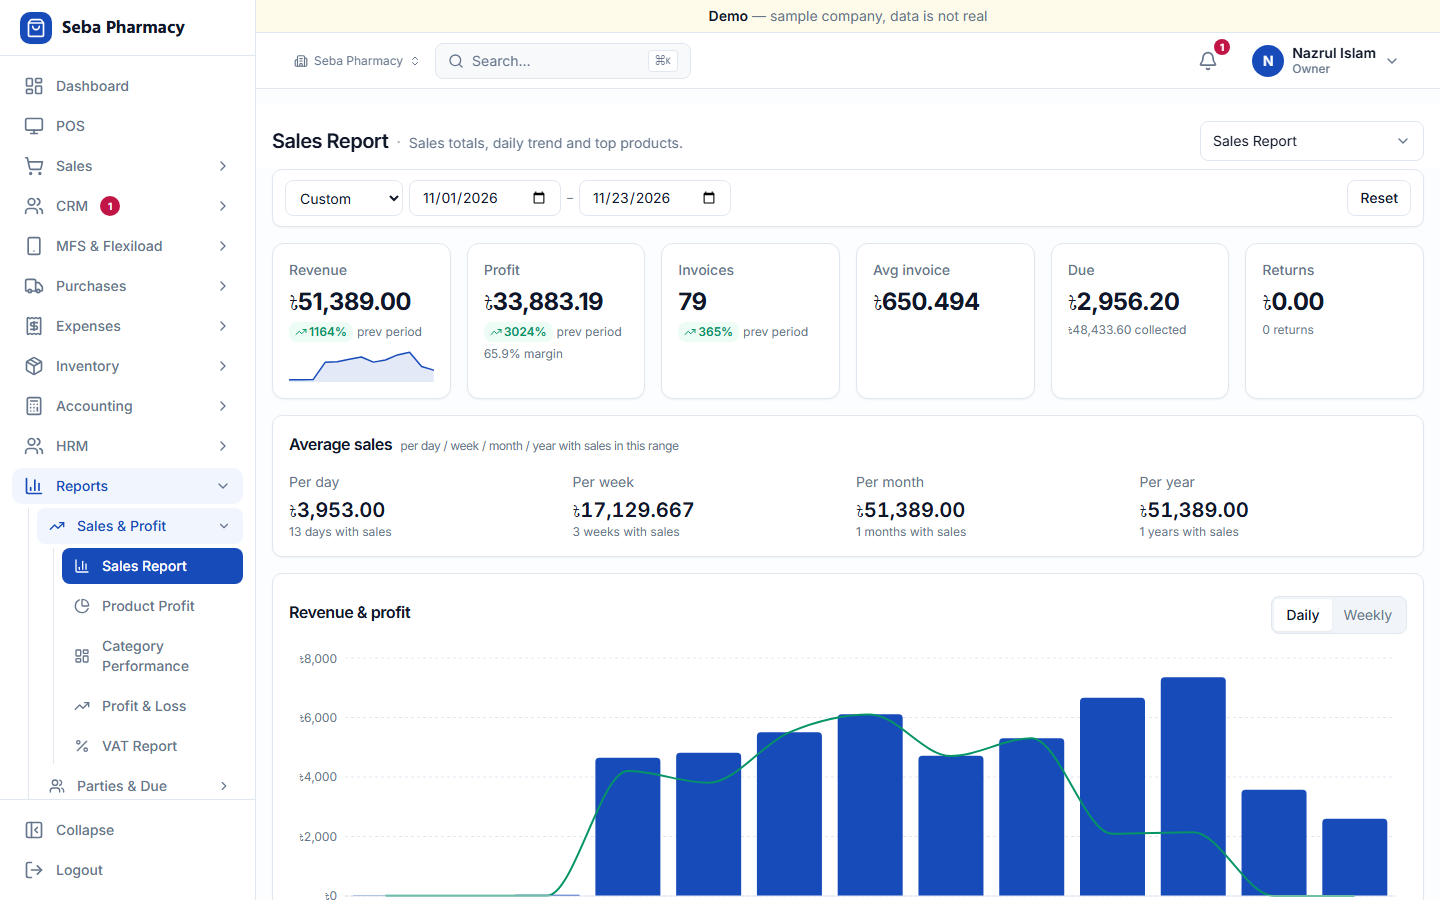 Seba Pharmacy
Demo — sample company, data is not real
Seba Pharmacy
Search...
⌘K
1
N
Nazrul Islam
Owner
Dashboard
POS
Sales
CRM 1
MFS & Flexiload
Purchases
Expenses
Inventory
Accounting
HRM
Reports
Sales & Profit
Sales Report
Product Profit
Category
Performance
Profit & Loss
VAT Report
Parties & Due
Collapse
Logout
Sales Report · Sales totals, daily trend and top products.
Sales Report
Custom 11/01/2026 – 11/23/2026 Reset
Revenue
৳51,389.00
1164% prev period
Profit
৳33,883.19
3024% prev period
65.9% margin
Invoices
79
365% prev period
Avg invoice
৳650.494
Due
৳2,956.20
৳48,433.60 collected
Returns
৳0.00
0 returns
Average sales per day / week / month / year with sales in this range
Per day
৳3,953.00
13 days with sales
Per week
৳17,129.667
3 weeks with sales
Per month
৳51,389.00
1 months with sales
Per year
৳51,389.00
1 years with sales
Revenue & profit
Daily Weekly
৳8,000
৳6,000
৳4,000
৳2,000
৳0